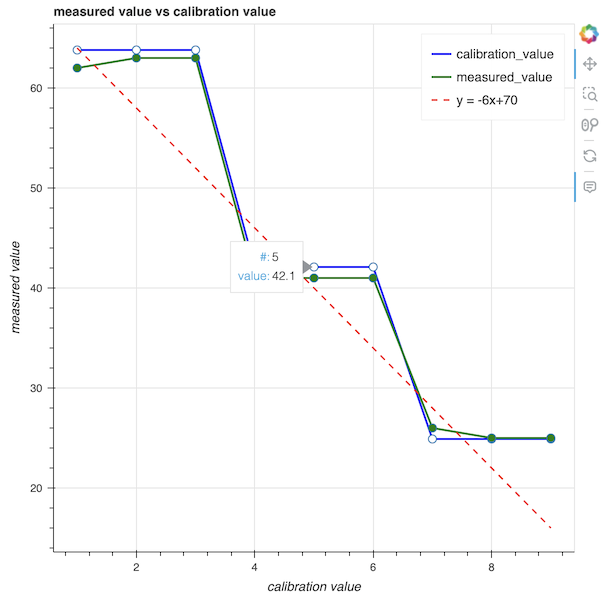 measured value vs calibration value
calibration_value
measured_value
y = -6x+70
60
50
40
30
20
measured value
#: 5
value: 42.1
2
4
6
8
calibration value